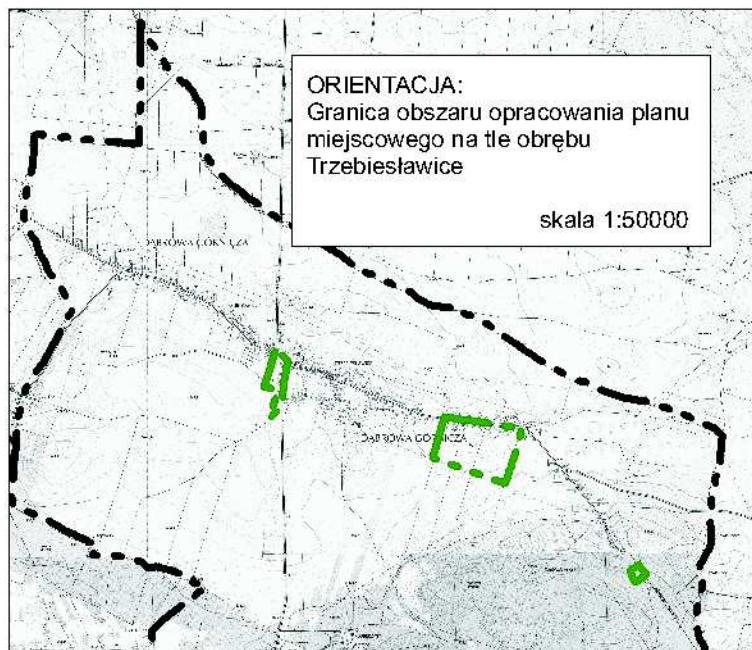 ORIENTACJA:
Granica obszaru opracowania planu
miejscowego na tle obrębu
Trzebiesławice
skala 1:50000
DĄBROWA GÓRNICZA
DĄBROWA GÓRNICZA